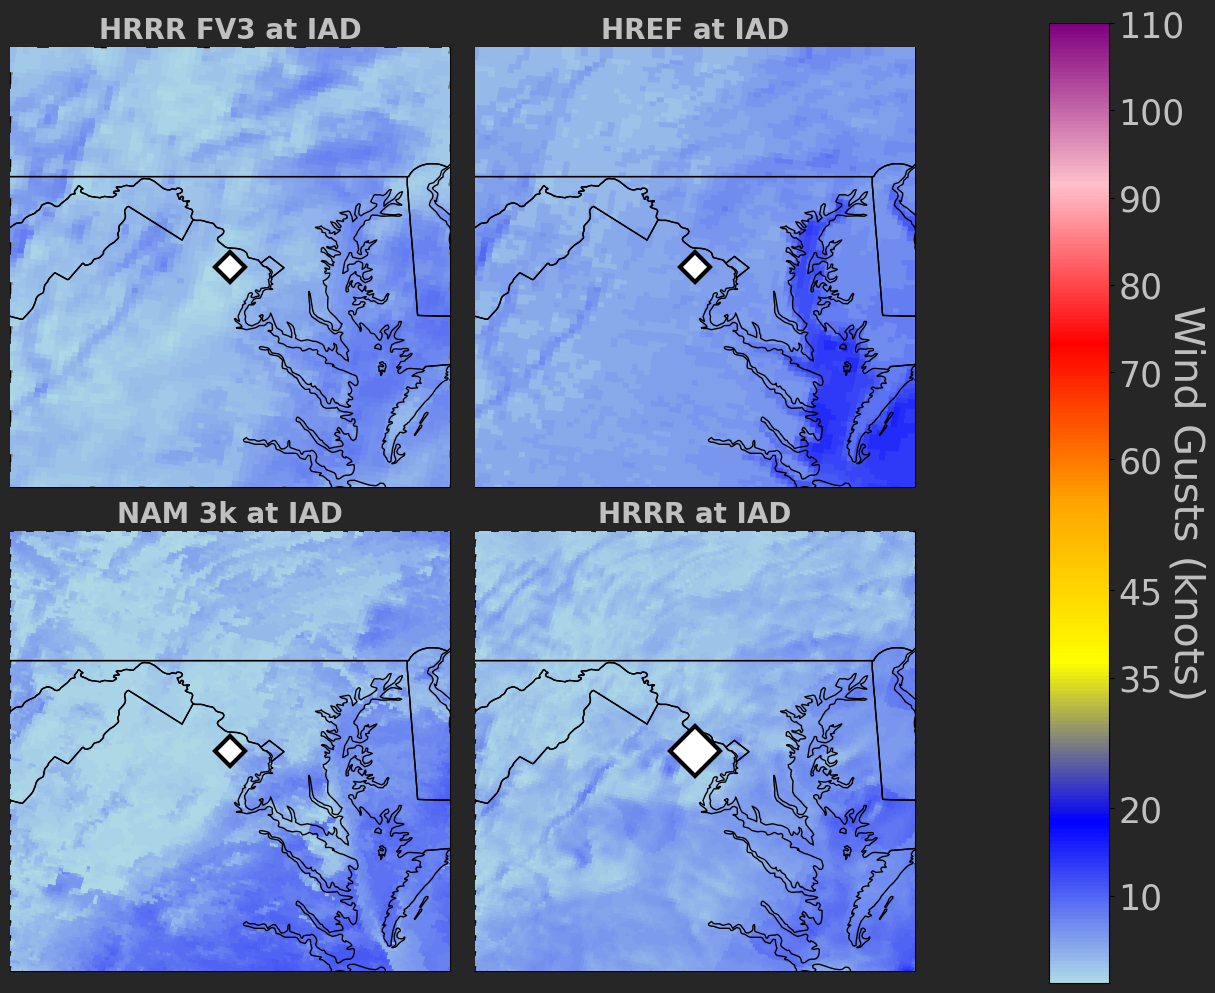 HRRR FV3 at IAD
HREF at IAD
NAM 3k at IAD
HRRR at IAD
110
100
90
80
70
60
45
35
20
10
Wind Gusts (knots)